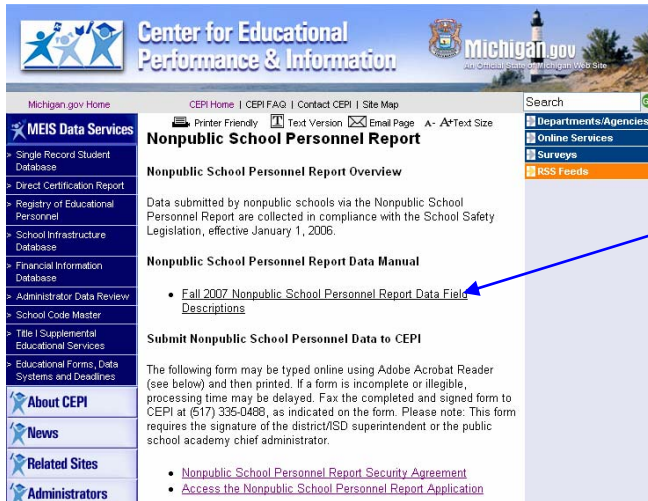 Center for Educational
Performance & Information
Michigan.gov
An Official State of Michigan Web Site
Michigan.gov Home
CEPI Home | CEPI FAQ | Contact CEPI | Site Map
Search
MEIS Data Services
> Single Record Student
Database
> Direct Certification Report
> Registry of Educational
Personnel
> School Infrastructure
Database
> Financial Information
Database
> Administrator Data Review
> School Code Master
> Title I Supplemental
Educational Services
> Educational Forms, Data
Systems and Deadlines
About CEPI
News
Related Sites
Administrators
Printer Friendly T Text Version Email Page A- A+Text Size
Nonpublic School Personnel Report
Nonpublic School Personnel Report Overview
Data submitted by nonpublic schools via the Nonpublic School
Personnel Report are collected in compliance with the School Safety
Legislation, effective January 1, 2006.
Nonpublic School Personnel Report Data Manual
• Fall 2007 Nonpublic School Personnel Report Data Field
Descriptions
Submit Nonpublic School Personnel Data to CEPI
The following form may be typed online using Adobe Acrobat Reader
(see below) and then printed. If a form is incomplete or illegible,
processing time may be delayed. Fax the completed and signed form to
CEPI at (517) 335-0488, as indicated on the form. Please note: This form
requires the signature of the district/ISD superintendent or the public
school academy chief administrator.
• Nonpublic School Personnel Report Security Agreement
• Access the Nonpublic School Personnel Report Application
Departments/Agencies
Online Services
Surveys
RSS Feeds